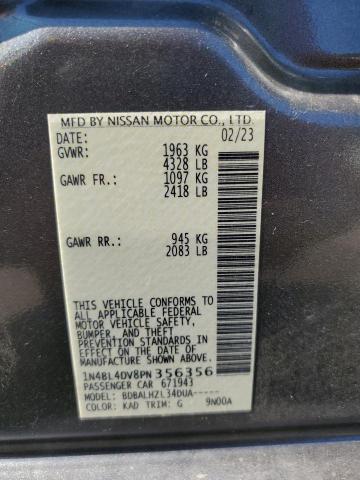 MFD BY NISSAN MOTOR CO., LTD.
DATE: 02/23
GVWR: 1963 KG
4328 LB
GAWR FR.: 1097 KG
2418 LB
GAWR RR.: 945 KG
2083 LB
THIS VEHICLE CONFORMS TO
ALL APPLICABLE FEDERAL
MOTOR VEHICLE SAFETY,
BUMPER, AND THEFT
PREVENTION STANDARDS IN
EFFECT ON THE DATE OF
MANUFACTURE SHOWN ABOVE.
1N4BL4DV8PN356356
PASSENGER CAR 671943
MODEL: BDBALHZL34DUA-----
COLOR: KAD TRIM: G 9N00A